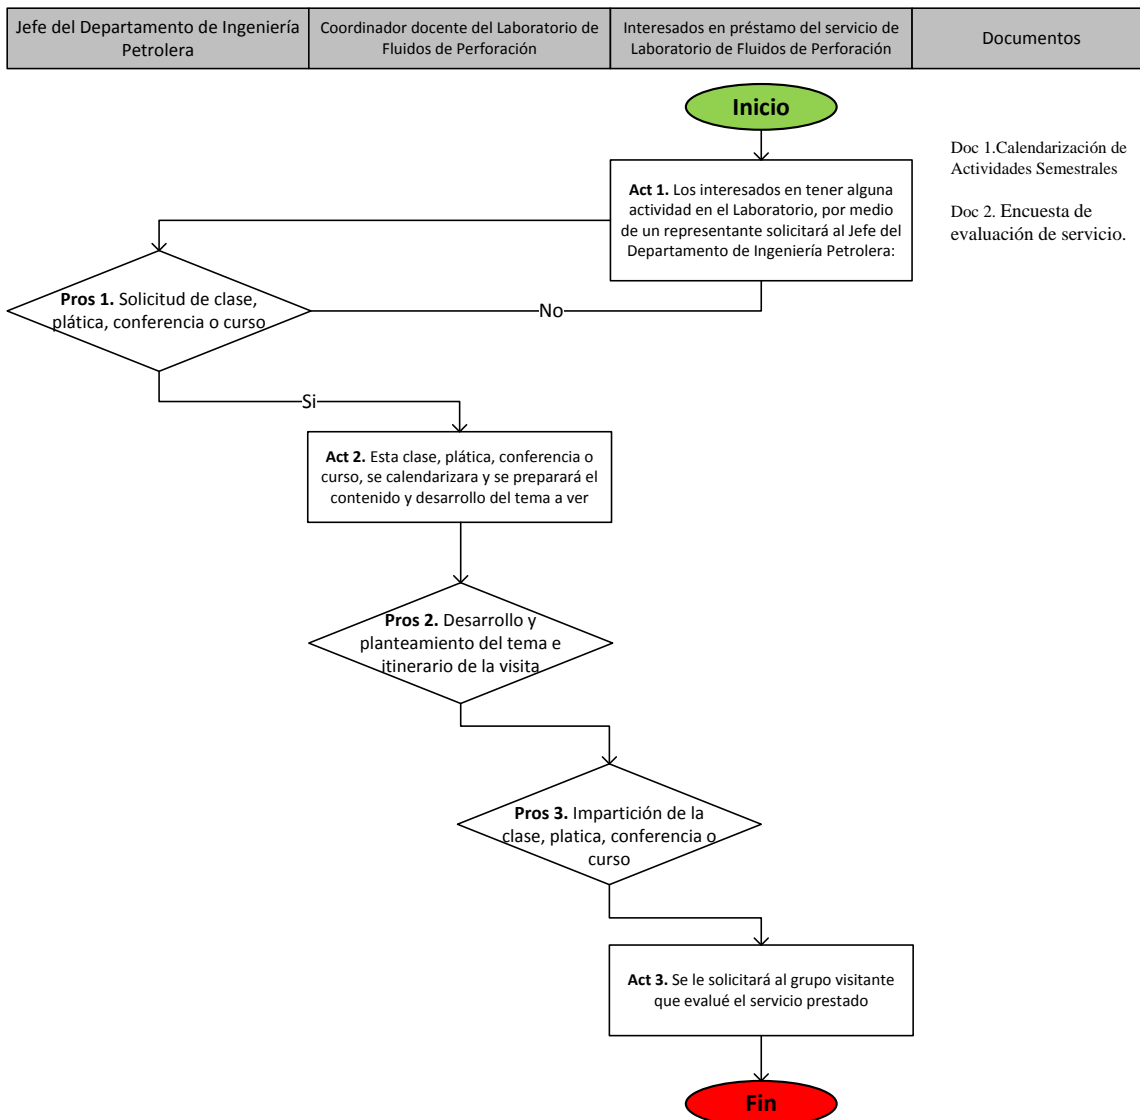 Jefe del Departamento de Ingeniería
Petrolera
Coordinador docente del Laboratorio de
Fluidos de Perforación
Interesados en préstamo del servicio de
Laboratorio de Fluidos de Perforación
Documentos
Inicio
Doc 1.Calendarización de
Actividades Semestrales
Doc 2. Encuesta de
evaluación de servicio.
Act 1. Los interesados en tener alguna
actividad en el Laboratorio, por medio
de un representante solicitará al Jefe del
Departamento de Ingeniería Petrolera:
Pros 1. Solicitud de clase,
plática, conferencia o curso
No
Si
Act 2. Esta clase, plática, conferencia o
curso, se calendarizara y se preparará el
contenido y desarrollo del tema a ver
Pros 2. Desarrollo y
planteamiento del tema e
itinerario de la visita
Pros 3. Impartición de la
clase, platica, conferencia o
curso
Act 3. Se le solicitará al grupo visitante
que evalué el servicio prestado
Fin